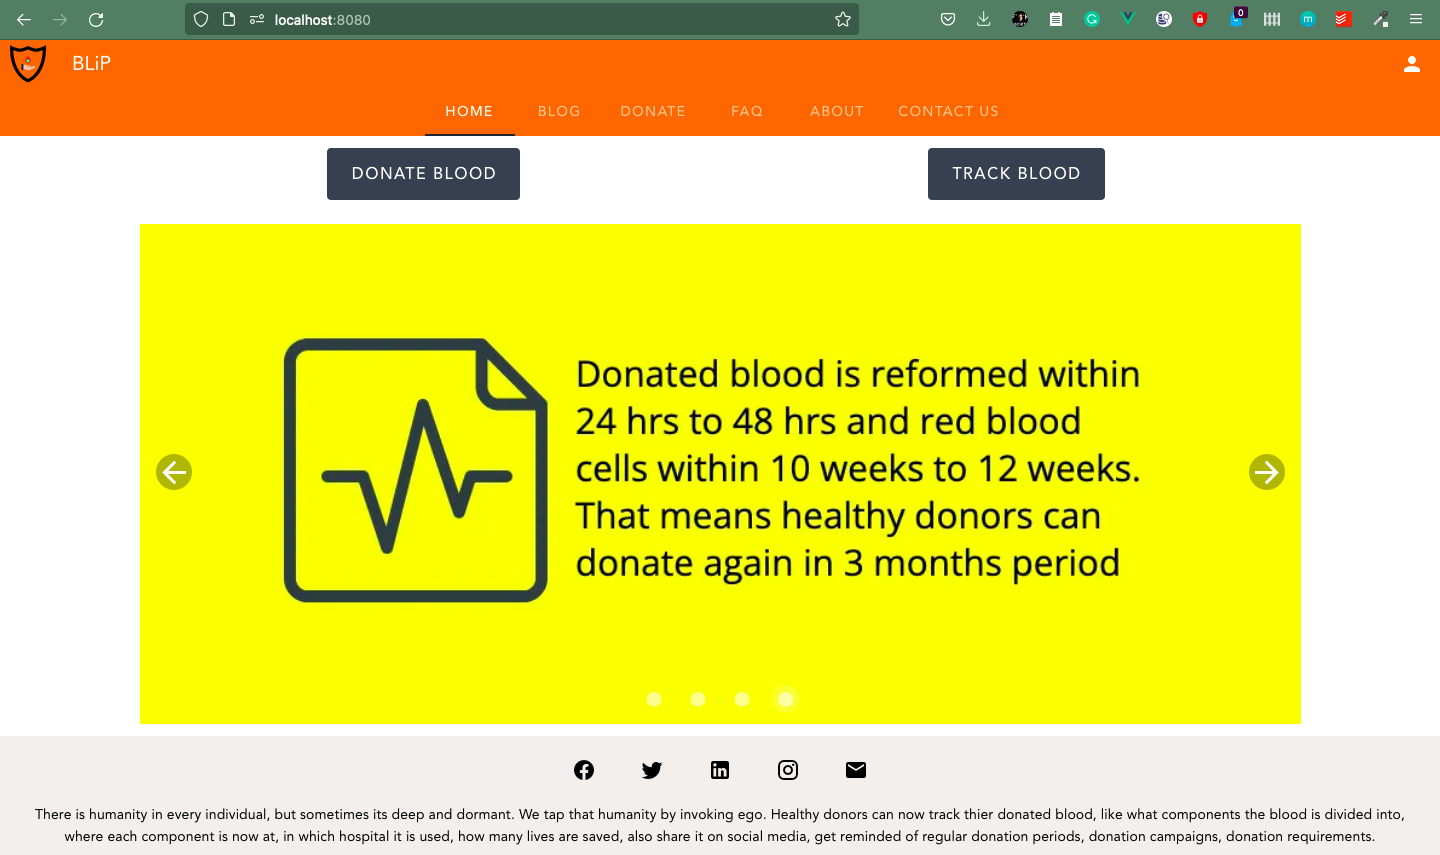 localhost:8080
0
m
BLiP
HOME BLOG DONATE FAQ ABOUT CONTACT US
DONATE BLOOD TRACK BLOOD
Donated blood is reformed within
24 hrs to 48 hrs and red blood
cells within 10 weeks to 12 weeks.
That means healthy donors can
donate again in 3 months period
There is humanity in every individual, but sometimes its deep and dormant. We tap that humanity by invoking ego. Healthy donors can now track thier donated blood, like what components the blood is divided into,
where each component is now at, in which hospital it is used, how many lives are saved, also share it on social media, get reminded of regular donation periods, donation campaigns, donation requirements.